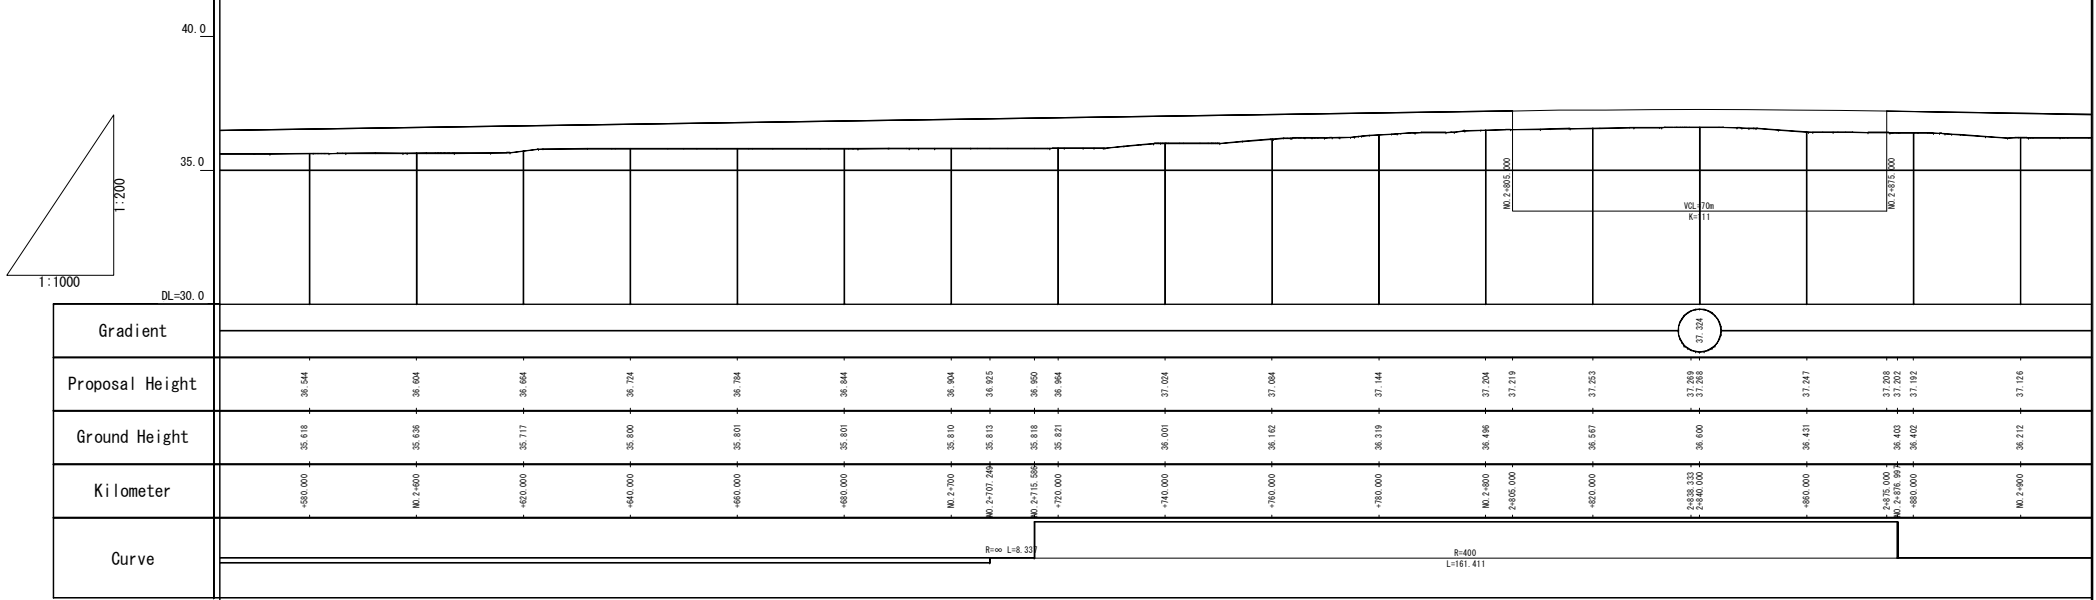 40.0
35.0
1:200
1:1000
DL=30.0
NO.2+805.000
NO.2+875.000
VCL=70m
K=111
Gradient
37.324
Proposal Height
36.544 36.604 36.664 36.724 36.784 36.844 36.904 36.925 36.950 36.964 37.024 37.084 37.144 37.204 37.219 37.253 37.269 37.268 37.247 37.208 37.202 37.192 37.126
Ground Height
35.618 35.636 35.717 35.800 35.801 35.801 35.810 35.813 35.818 35.821 36.001 36.162 36.319 36.496 36.567 36.600 36.431 36.403 36.402 36.212
Kilometer
+580.000 NO.2+600 +620.000 +640.000 +660.000 +680.000 NO.2+700 NO.2+707.249 NO.2+715.586 +720.000 +740.000 +760.000 +780.000 NO.2+800 2+805.000 +820.000 2+838.333 2+840.000 +860.000 2+875.000 NO.2+876.997 +880.000 NO.2+900
Curve
R=∞ L=8.337
R=400
L=161.411